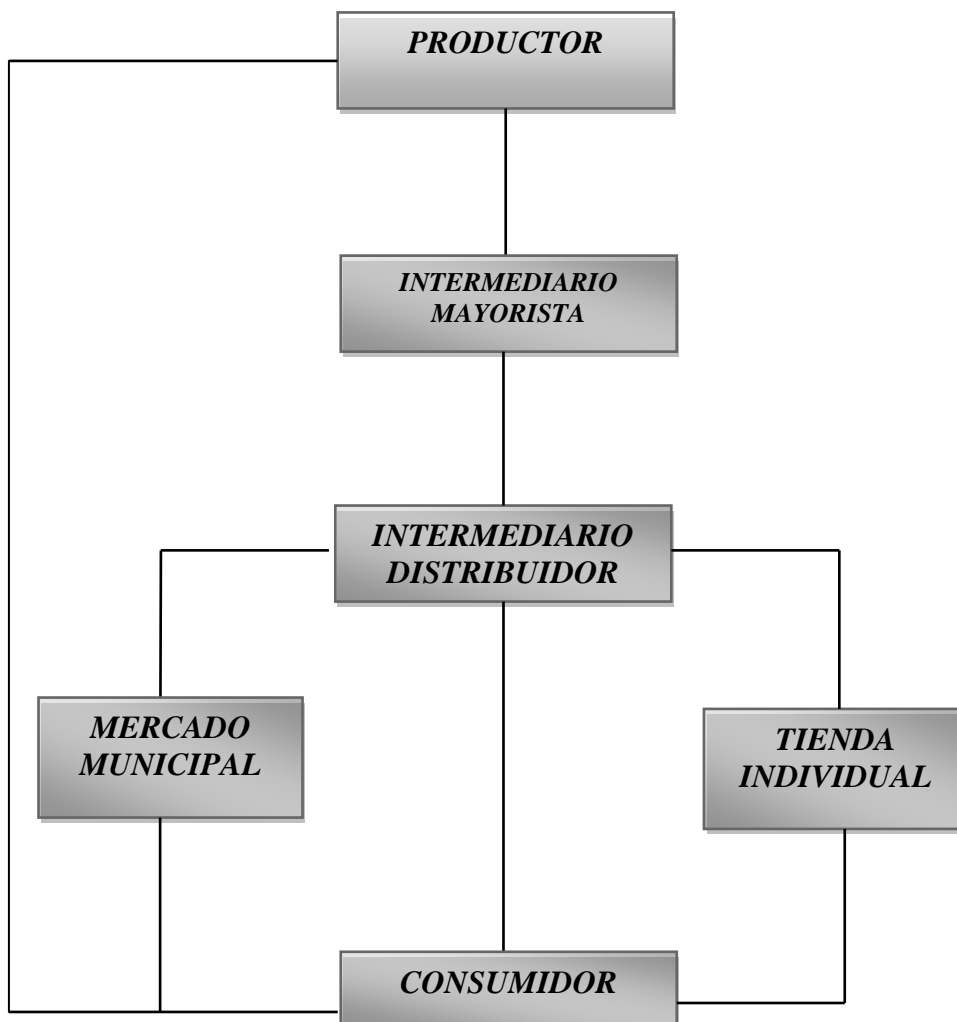 PRODUCTOR
INTERMEDIARIO
MAYORISTA
INTERMEDIARIO
DISTRIBUIDOR
MERCADO
MUNICIPAL
TIENDA
INDIVIDUAL
CONSUMIDOR